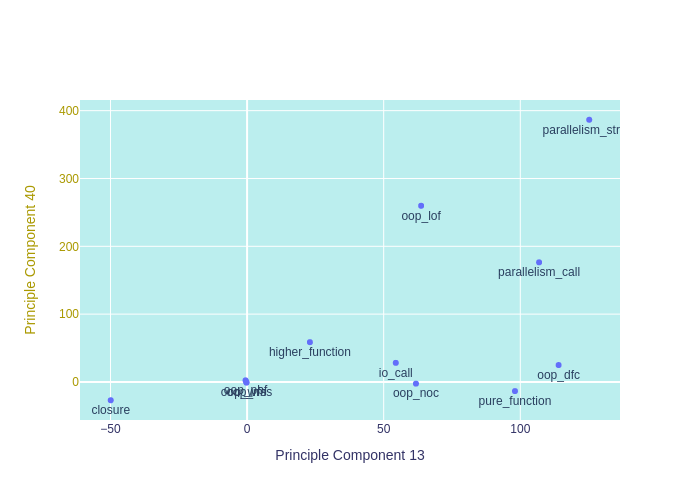 400
300
200
100
0
−50
0
50
100
Principle Component 40
Principle Component 13
parallelism_str
oop_lof
parallelism_call
higher_function
io_call
oop_dfc
oop_noc
pure_function
closure